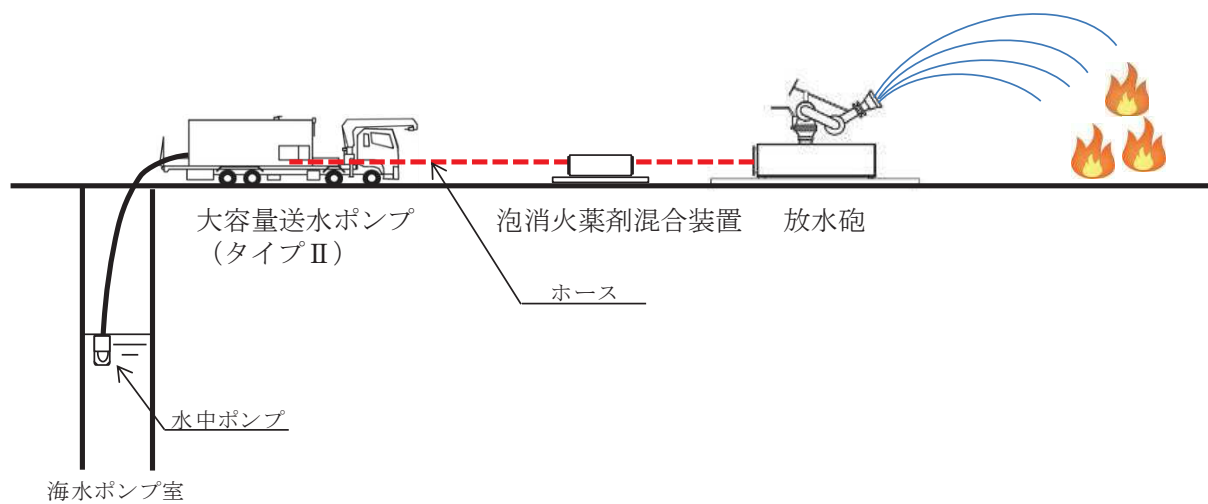 大容量送水ポンプ
（タイプⅡ）
泡消火薬剤混合装置
放水砲
ホース
水中ポンプ
海水ポンプ室